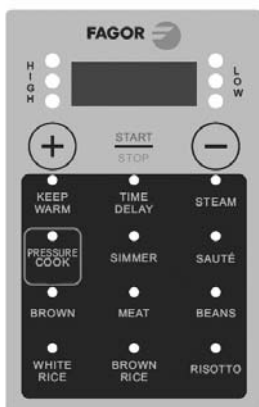 FAGOR
HIGH
LOW
+
START
STOP
−
KEEP
WARM
TIME
DELAY
STEAM
PRESSURE
COOK
SIMMER
SAUTÉ
BROWN
MEAT
BEANS
WHITE
RICE
BROWN
RICE
RISOTTO